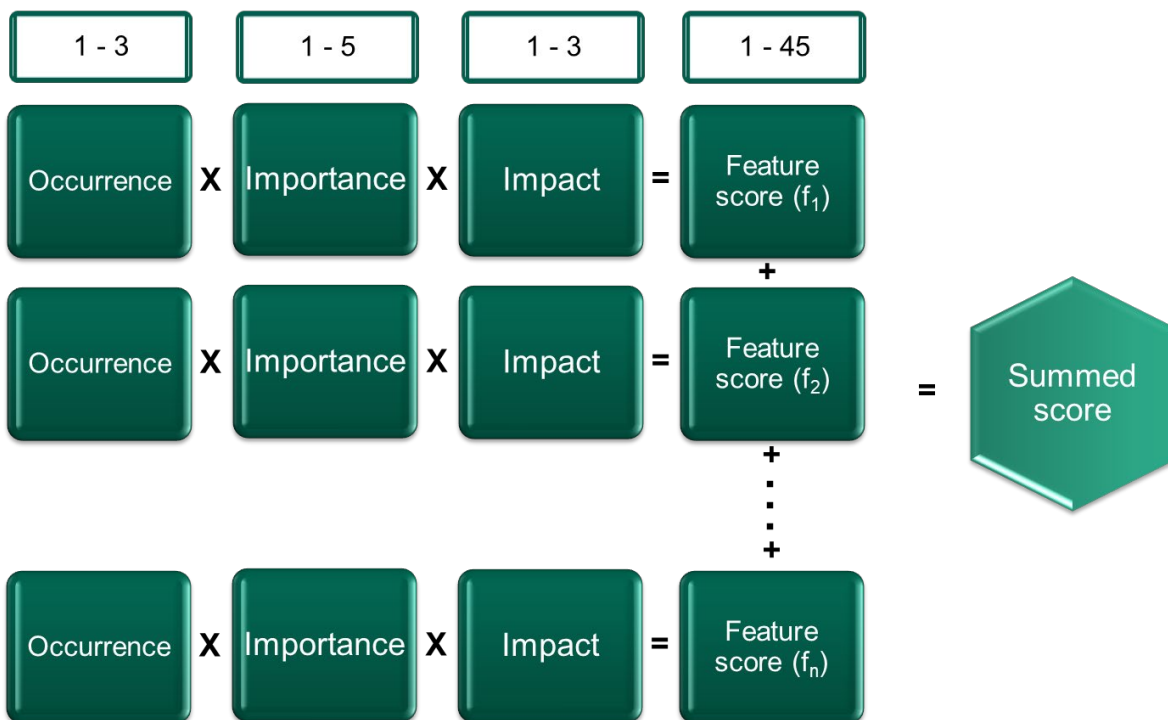 1 - 3
1 - 5
1 - 3
1 - 45
Occurrence
X
Importance
X
Impact
=
Feature
score (f₁)
+
Occurrence
X
Importance
X
Impact
=
Feature
score (f₂)
=
Summed
score
+
.
.
.
+
Occurrence
X
Importance
X
Impact
=
Feature
score (fₙ)